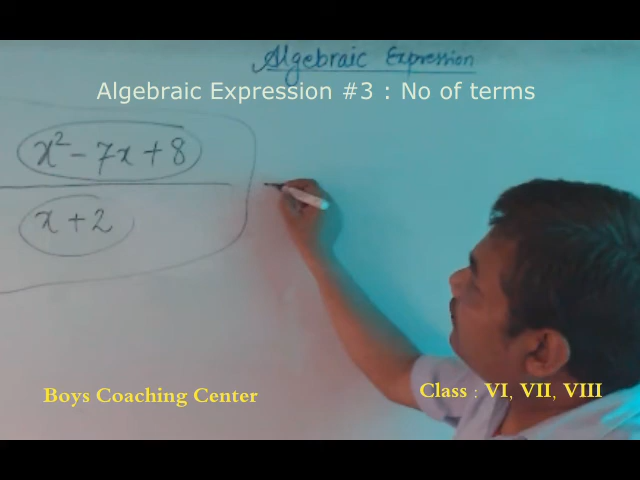 Algebraic Expression
Algebraic Expression #3 : No of terms
x² - 7x + 8
x + 2
Boys Coaching Center
Class : VI, VII, VIII